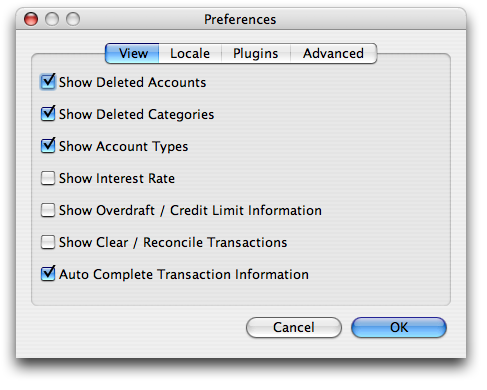 Preferences
View Locale Plugins Advanced
Show Deleted Accounts
Show Deleted Categories
Show Account Types
Show Interest Rate
Show Overdraft / Credit Limit Information
Show Clear / Reconcile Transactions
Auto Complete Transaction Information
Cancel OK